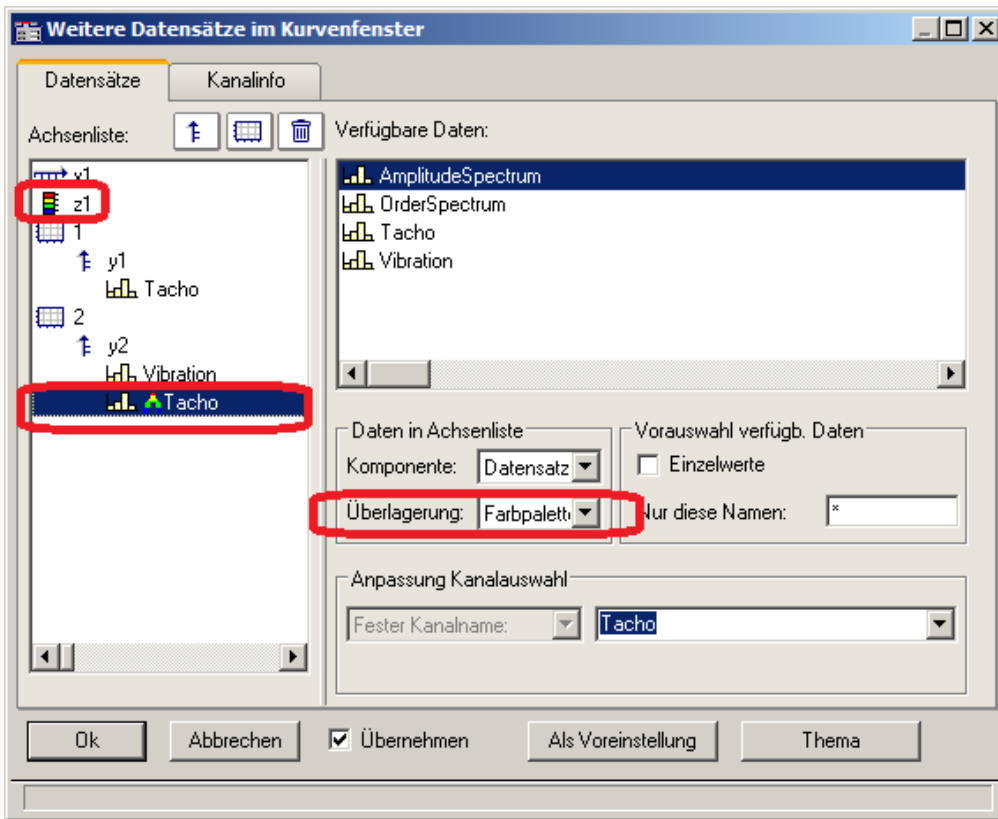 Weitere Datensätze im Kurvenfenster
Datensätze Kanalinfo
Achsenliste: Verfügbare Daten:
z1
1
y1
Tacho
2
y2
Vibration
Tacho
AmplitudeSpectrum
OrderSpectrum
Tacho
Vibration
Daten in Achsenliste
Komponente: Datensatz
Überlagerung: Farbpalett
Vorauswahl verfügb. Daten
Einzelwerte
Nur diese Namen: *
Anpassung Kanalauswahl
Fester Kanalname: Tacho
Ok Abbrechen Übernehmen Als Voreinstellung Thema